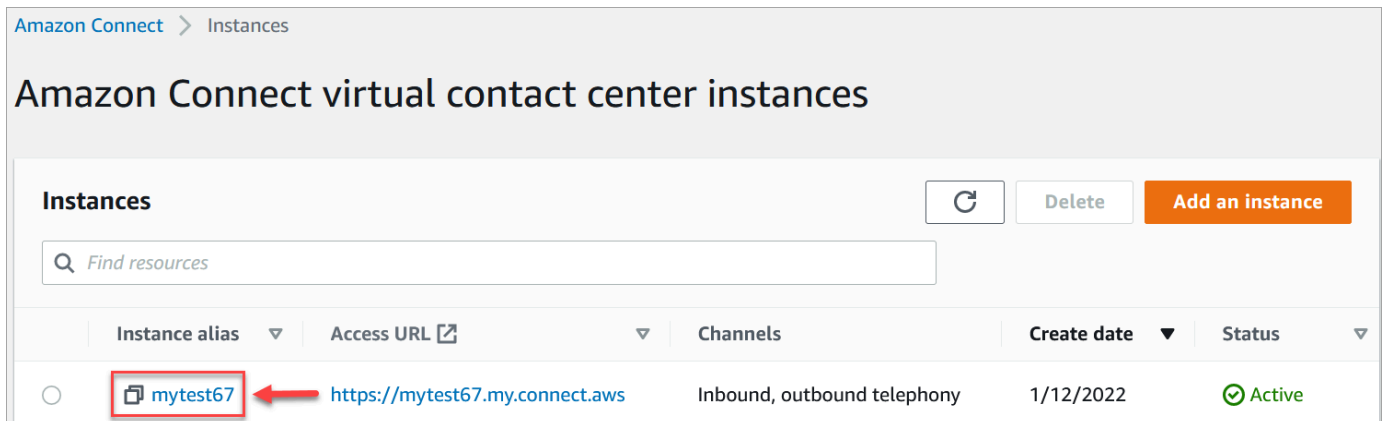 Amazon Connect > Instances
Amazon Connect virtual contact center instances
Instances Delete Add an instance
Find resources
Instance alias Access URL Channels Create date Status
mytest67 https://mytest67.my.connect.aws Inbound, outbound telephony 1/12/2022 Active